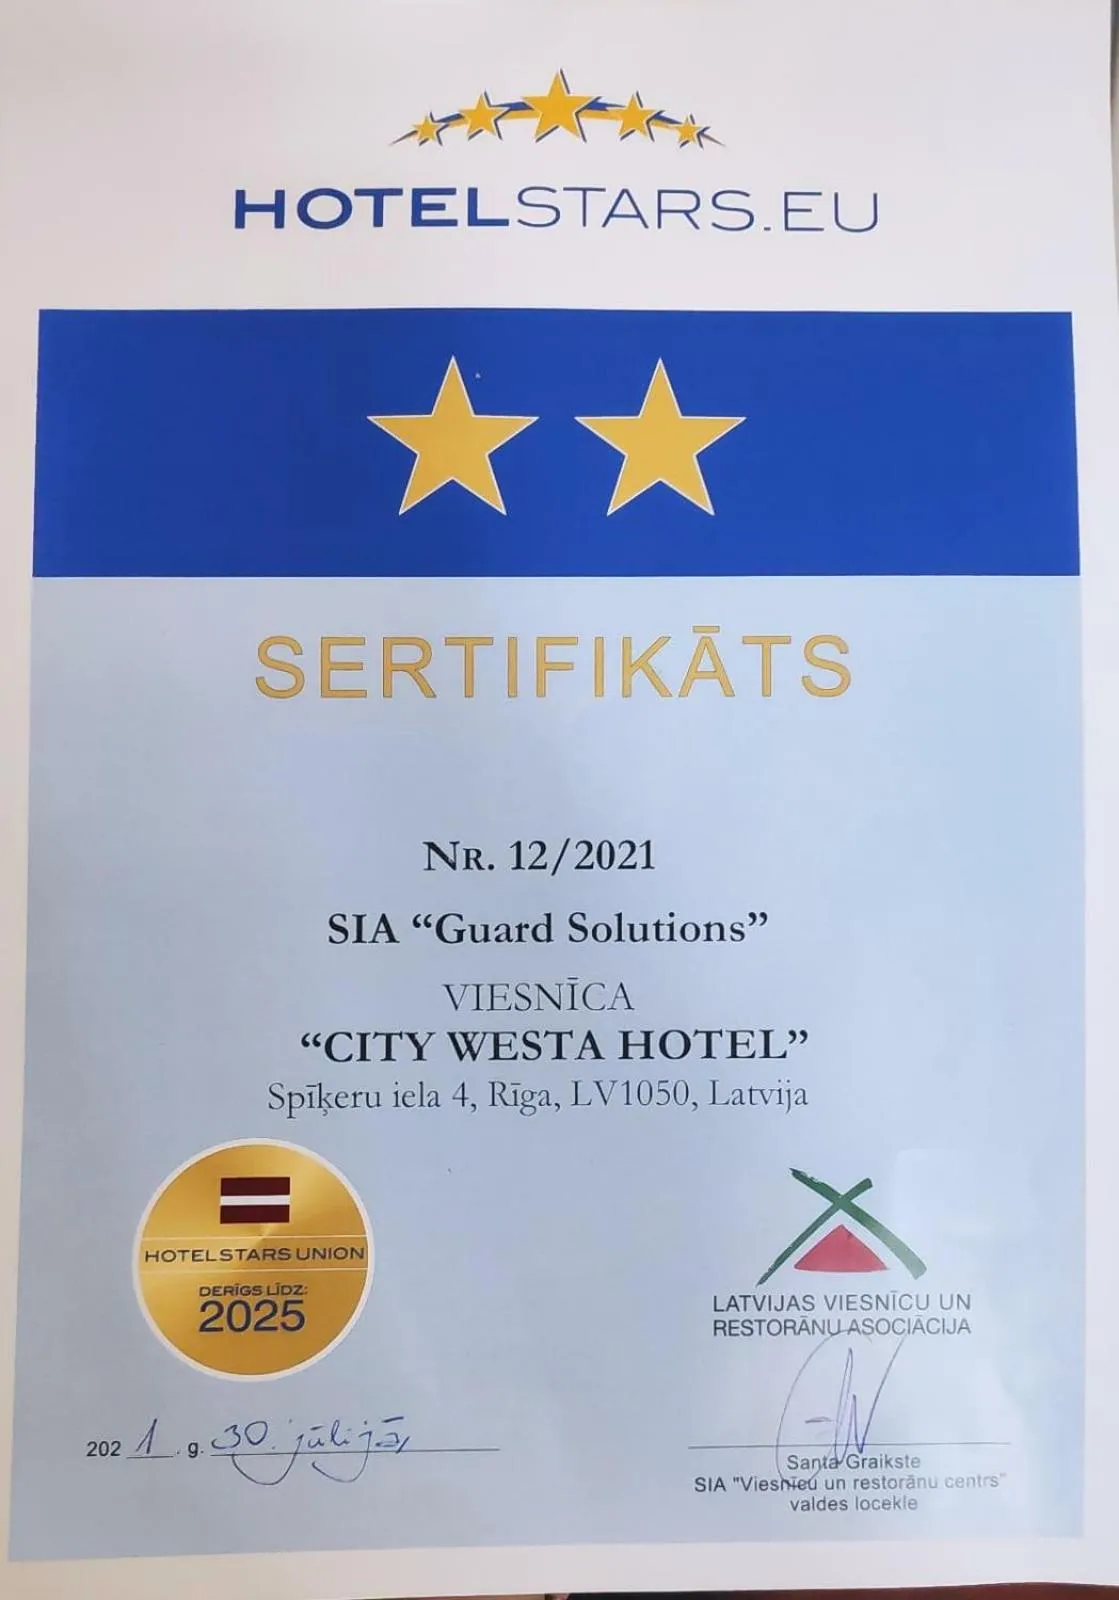 HOTELSTARS.EU
SERTIFIKĀTS
NR. 12/2021
SIA “Guard Solutions”
VIESNĪCA
“CITY WESTA HOTEL”
Spīķeru iela 4, Rīga, LV1050, Latvija
HOTELSTARS UNION
DERĪGS LĪDZ:
2025
LATVIJAS VIESNĪCU UN
RESTORĀNU ASOCIĀCIJA
2021. g. 30. jūlijā,
Santa Graikste
SIA "Viesnīcu un restorānu centrs"
valdes locekle